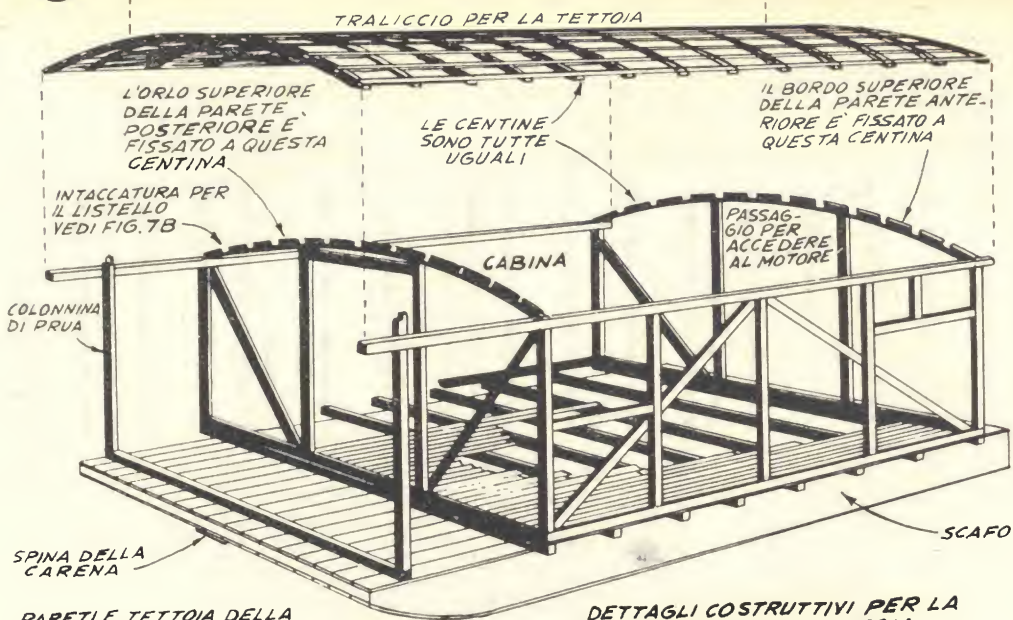 TRALICCIO PER LA TETTOIA
L'ORLO SUPERIORE
DELLA PARETE
POSTERIORE E'
FISSATO A QUESTA
CENTINA
LE CENTINE
SONO TUTTE
UGUALI
IL BORDO SUPERIORE
DELLA PARETE ANTE-
RIORE E' FISSATO A
QUESTA CENTINA
INTACCATURA PER
IL LISTELLO
VEDI FIG. 7B
PASSAG-
GIO PER
ACCEDERE
AL MOTORE
CABINA
COLONNINA
DI PRUA
SCAFO
SPINA DELLA
CARENA
PARETI E TETTOIA DELLA
DETTAGLI COSTRUTTIVI PER LA